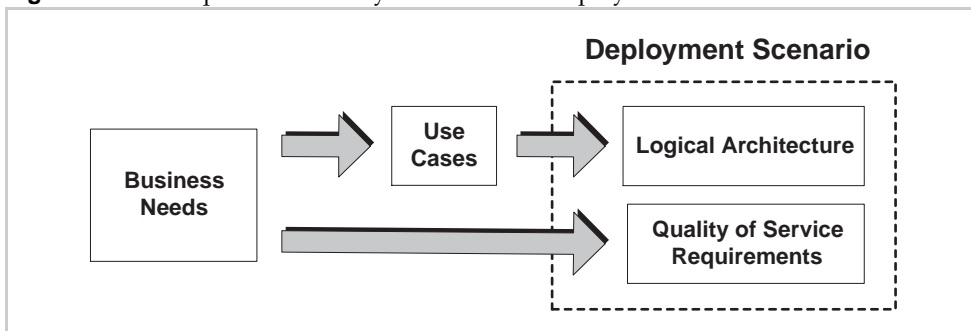 Deployment Scenario
Use
Cases
Logical Architecture
Business
Needs
Quality of Service
Requirements